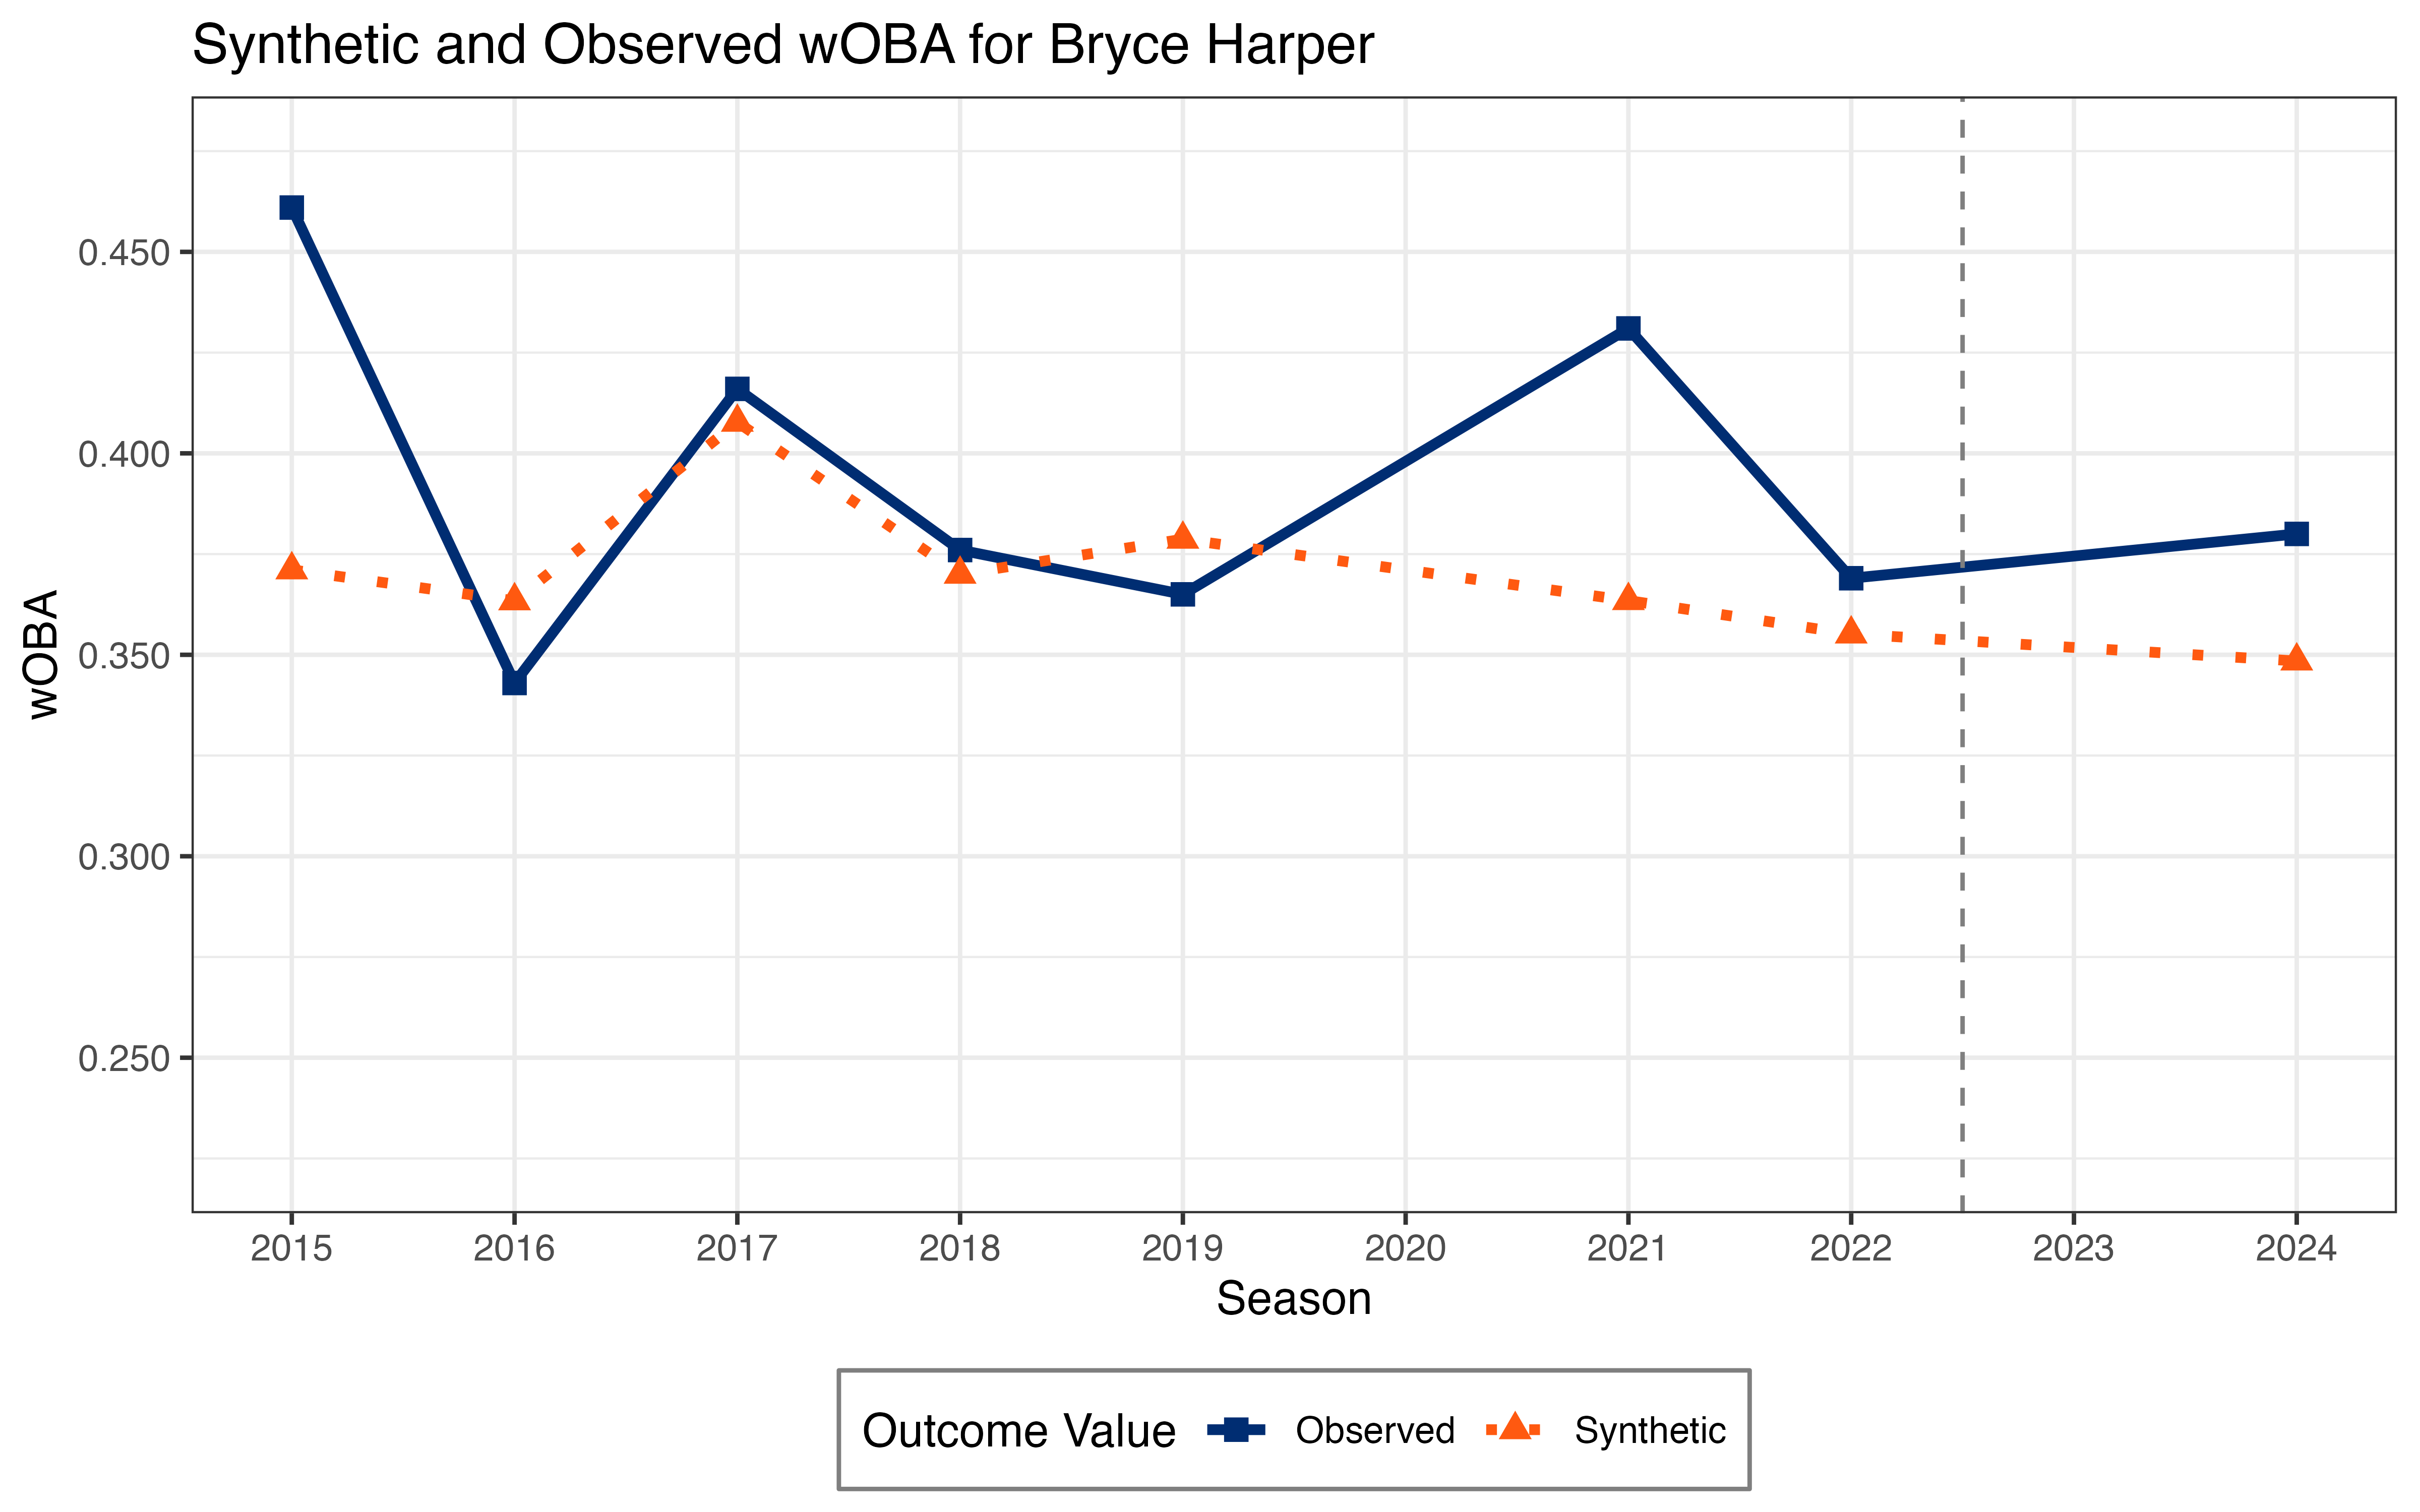 Synthetic and Observed wOBA for Bryce Harper
wOBA
0.450
0.400
0.350
0.300
0.250
2015 2016 2017 2018 2019 2020 2021 2022 2023 2024
Season
Outcome Value Observed Synthetic